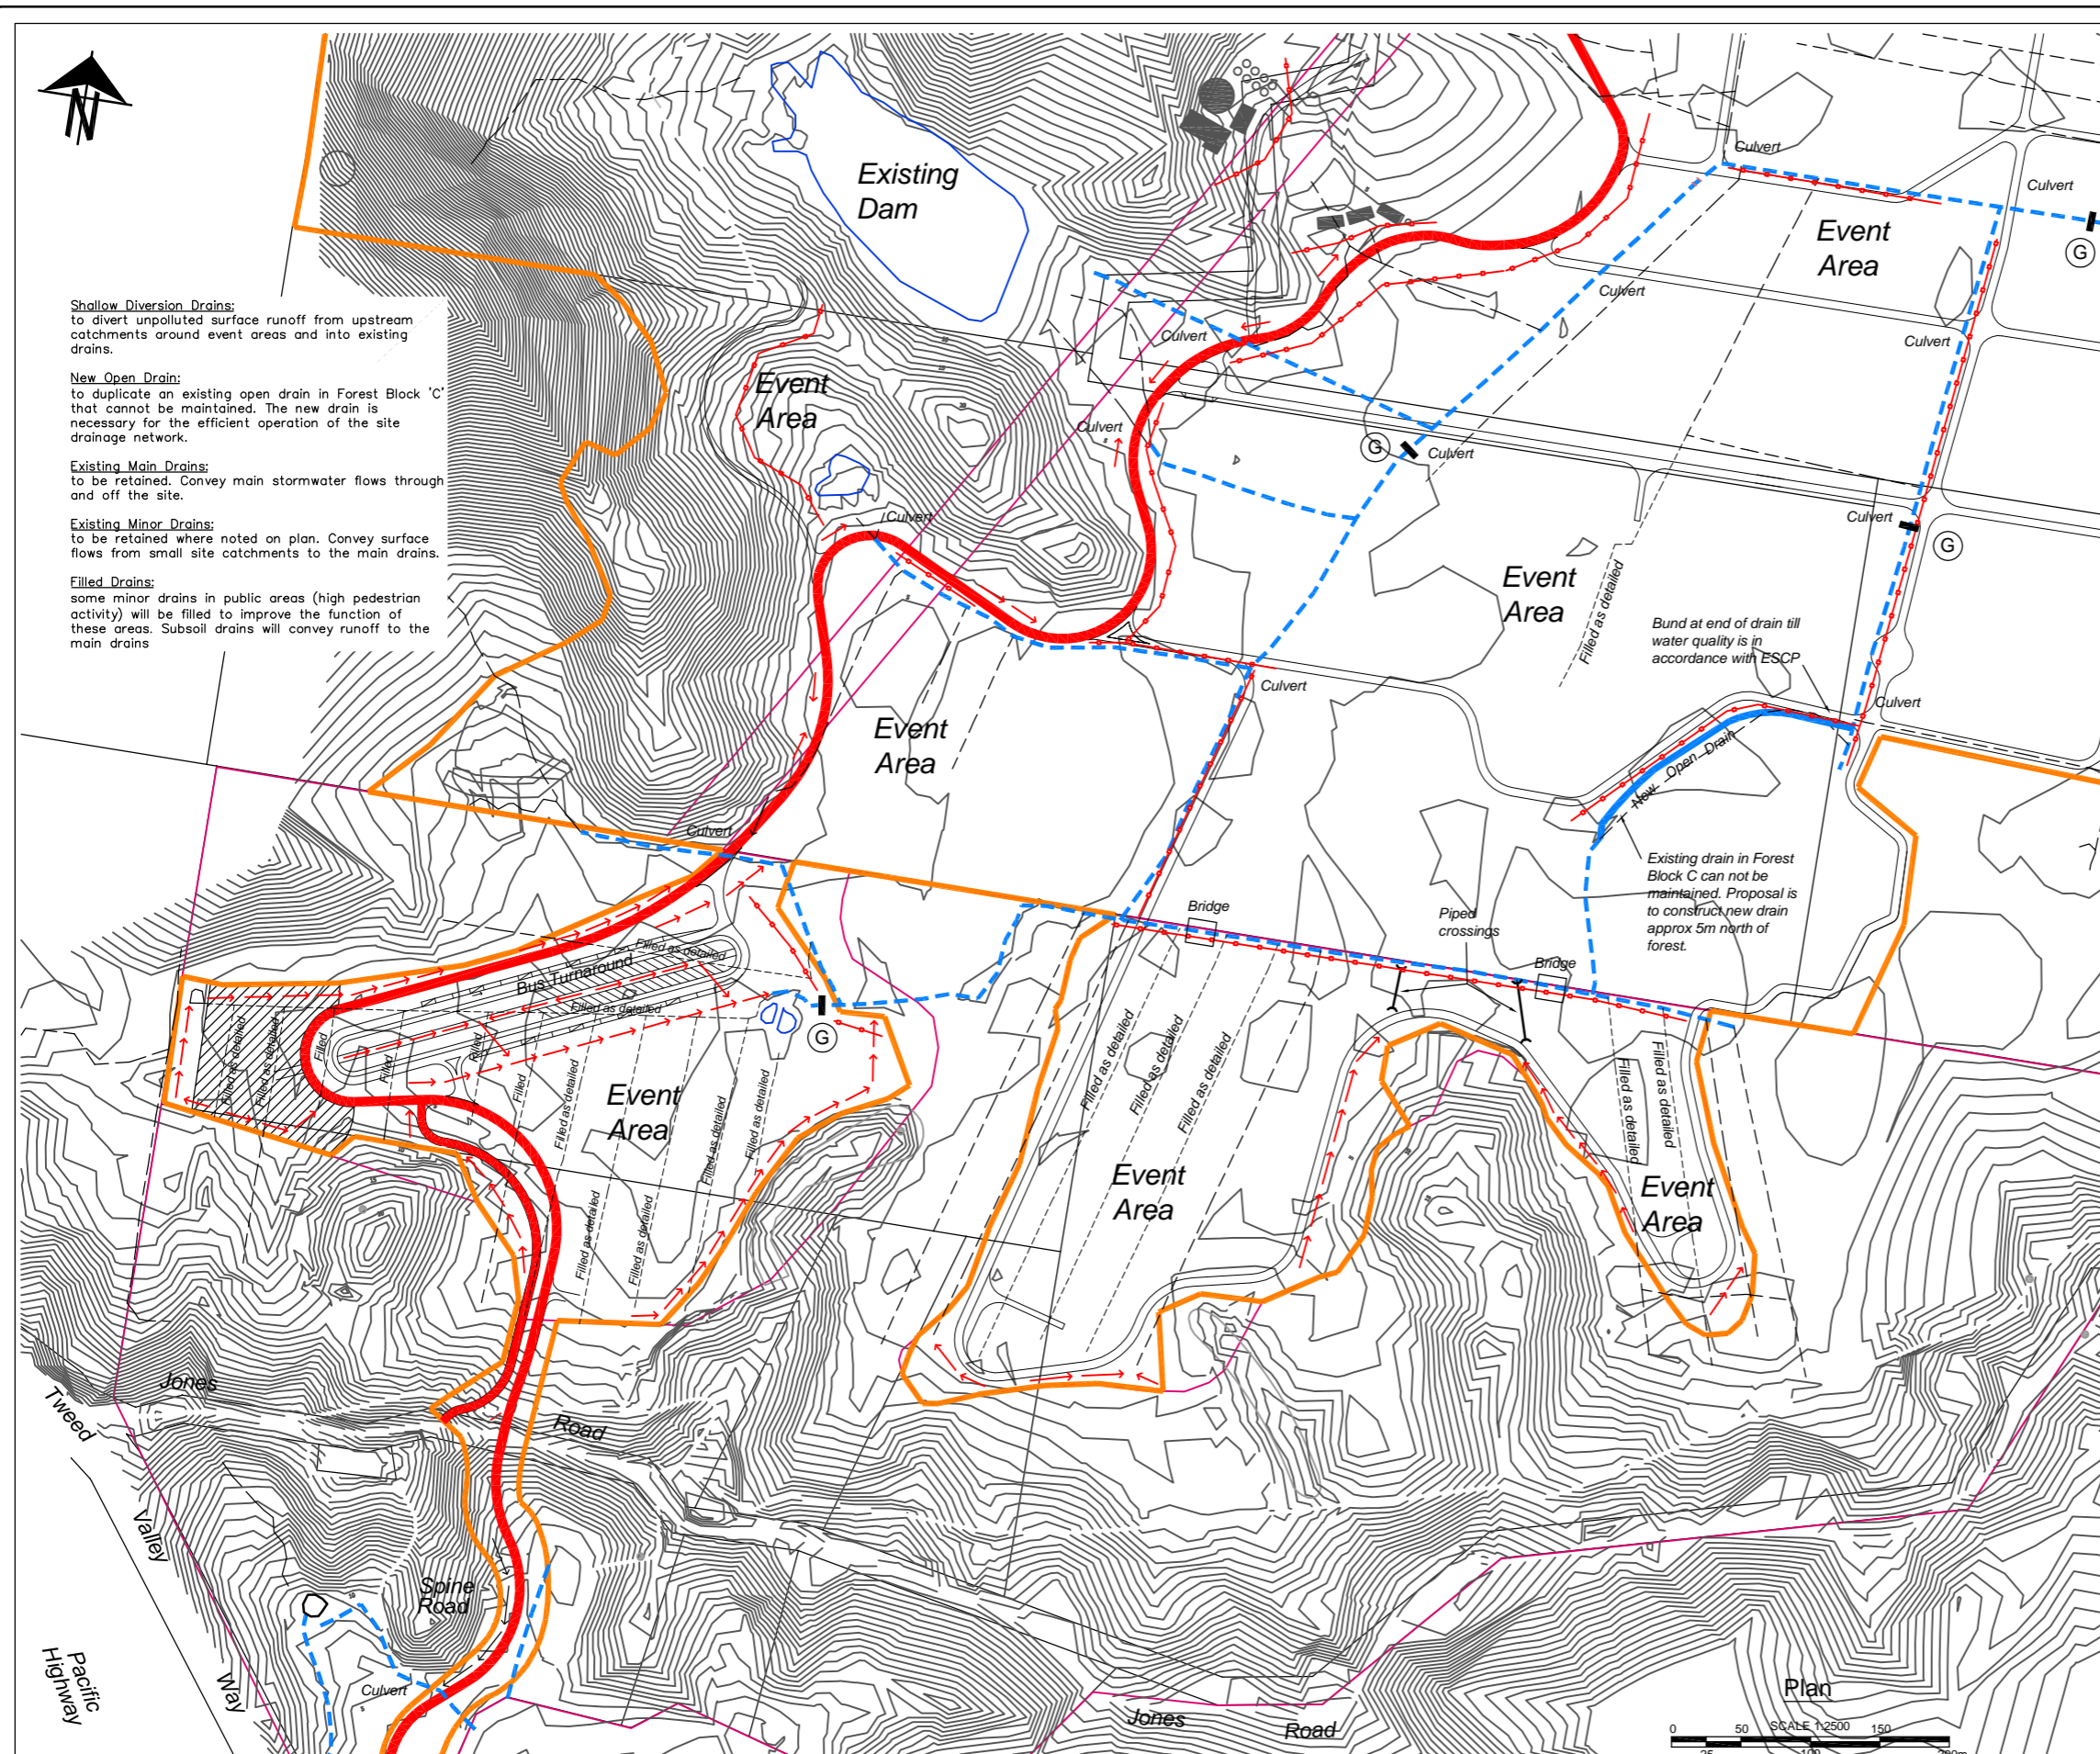 N
Existing
Dam
Shallow Diversion Drains:
to divert unpolluted surface runoff from upstream
catchments around event areas and into existing
drains.
New Open Drain:
to duplicate an existing open drain in Forest Block 'C'
that cannot be maintained. The new drain is
necessary for the efficient operation of the site
drainage network.
Existing Main Drains:
to be retained. Convey main stormwater flows through
and off the site.
Existing Minor Drains:
to be retained where noted on plan. Convey surface
flows from small site catchments to the main drains.
Filled Drains:
some minor drains in public areas (high pedestrian
activity) will be filled to improve the function of
these areas. Subsoil drains will convey runoff to the
main drains
Culvert
Culvert
Event
Area
G
Culvert
Culvert
Culvert
Event
Area
Culvert
G
Culvert
Culvert
Culvert
G
Event
Area
Filled as detailed
Bund at end of drain till
water quality is in
accordance with ESCP
Culvert
Culvert
Event
Area
New Open Drain
Culvert
Existing drain in Forest
Block C can not be
maintained. Proposal is
to construct new drain
approx 5m north of
forest.
Bridge
Piped
crossings
Bridge
Filled as detailed
Bus Turnaround
Filled as detailed
G
Filled as detailed
Filled as detailed
Filled
Filled
Filled
Filled
Filled as detailed
Event
Area
Filled as detailed
Filled as detailed
Filled as detailed
Filled as detailed
Filled as detailed
Filled as detailed
Filled as detailed
Filled as detailed
Filled as detailed
Event
Area
Event
Area
Jones
Road
Tweed
Valley
Way
Spine
Road
Pacific
Highway
Culvert
Jones
Road
Plan
0 50 SCALE 1:2500 150
25 100 200m